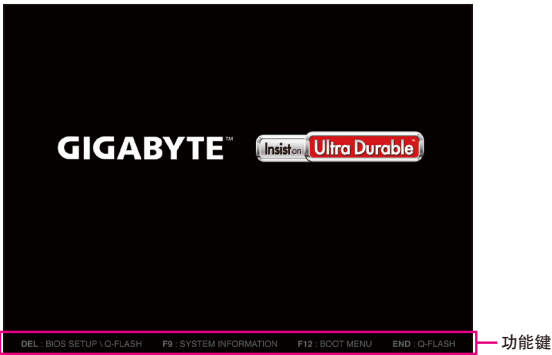 GIGABYTE™
Insist on Ultra Durable™
DEL : BIOS SETUP \ Q-FLASH F9 : SYSTEM INFORMATION F12 : BOOT MENU END : Q-FLASH
功能键